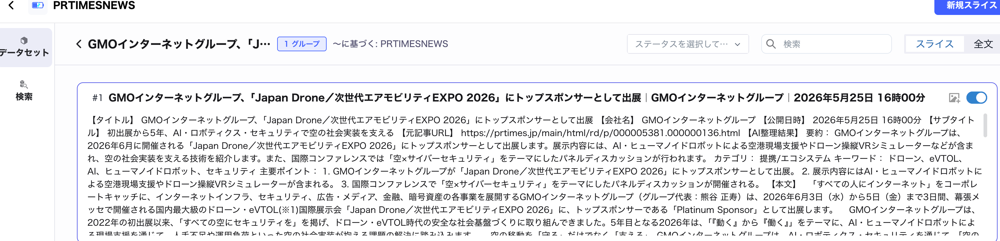 PRTIMESNEWS
新規スライス
データセット
検索
GMOインターネットグループ、「J…
1 グループ
〜に基づく: PRTIMESNEWS
ステータスを選択して…
検索
スライス
全文
#1 GMOインターネットグループ、「Japan Drone／次世代エアモビリティEXPO 2026」にトップスポンサーとして出展｜GMOインターネットグループ｜2026年5月25日 16時00分
【タイトル】 GMOインターネットグループ、「Japan Drone／次世代エアモビリティEXPO 2026」にトップスポンサーとして出展 【会社名】 GMOインターネットグループ 【公開日時】 2026年5月25日 16時00分 【サブタイト
ル】 初出展から5年、AI・ロボティクス・セキュリティで空の社会実装を支える 【元記事URL】 https://prtimes.jp/main/html/rd/p/000005381.000000136.html 【AI整理結果】 要約： GMOインターネットグループは、
2026年6月に開催される「Japan Drone／次世代エアモビリティEXPO 2026」にトップスポンサーとして出展します。展示内容には、AI・ヒューマノイドロボットによる空港現場支援やドローン操縦VRシミュレーターなどが含ま
れ、空の社会実装を支える技術を紹介します。また、国際コンファレンスでは「空×サイバーセキュリティ」をテーマにしたパネルディスカッションが行われます。 カテゴリ： 提携/エコシステム キーワード： ドローン、eVTOL、
AI、ヒューマノイドロボット、セキュリティ 主要ポイント： 1. GMOインターネットグループが「Japan Drone／次世代エアモビリティEXPO 2026」にトップスポンサーとして出展。 2. 展示内容にはAI・ヒューマノイドロボットに
よる空港現場支援やドローン操縦VRシミュレーターが含まれる。 3. 国際コンファレンスで「空×サイバーセキュリティ」をテーマにしたパネルディスカッションが開催される。 【本文】 「すべての人にインターネット」をコーポレ
ートキャッチに、インターネットインフラ、セキュリティ、広告・メディア、金融、暗号資産の各事業を展開するGMOインターネットグループ（グループ代表：熊谷 正寿）は、2026年6月3日（水）から5日（金）まで3日間、幕張メ
ッセで開催される国内最大級のドローン・eVTOL(※1)国際展示会「Japan Drone／次世代エアモビリティEXPO 2026」に、トップスポンサーである「Platinum Sponsor」として出展します。 GMOインターネットグループは、
2022年の初出展以来、「すべての空にセキュリティを」を掲げ、ドローン・eVTOL時代の安全な社会基盤づくりに取り組んできました。5年目となる2026年は、「『動く』から『働く』」をテーマに、AI・ヒューマノイドロボットによ
る現場支援を通じて、人手不足や運用負荷といった空の社会実装が抱える課題の解決に踏み込みます。 空の移動を「守る」だけでなく「支える」。GMOインターネットグループは、AI・ロボティクス・セキュリティを通じて、「空の